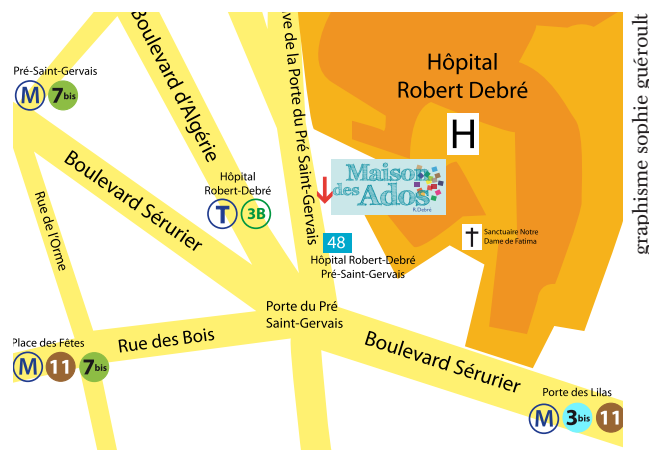 Pré-Saint-Gervais
M 7bis
Boulevard d'Algérie
Ave de la Porte du Pré Saint-Gervais
Hôpital
Robert Debré
H
graphisme sophie guéroult
Boulevard Sérurier
Hôpital
Robert-Debré
T 3B
Maison
des Ados
R.Debré
Rue de l'Orme
48
Hôpital Robert-Debré
Pré-Saint-Gervais
Sanctuaire Notre
Dame de Fatima
Porte du Pré
Saint-Gervais
Place des Fêtes
M 11 7bis
Rue des Bois
Boulevard Sérurier
Porte des Lilas
M 3bis 11